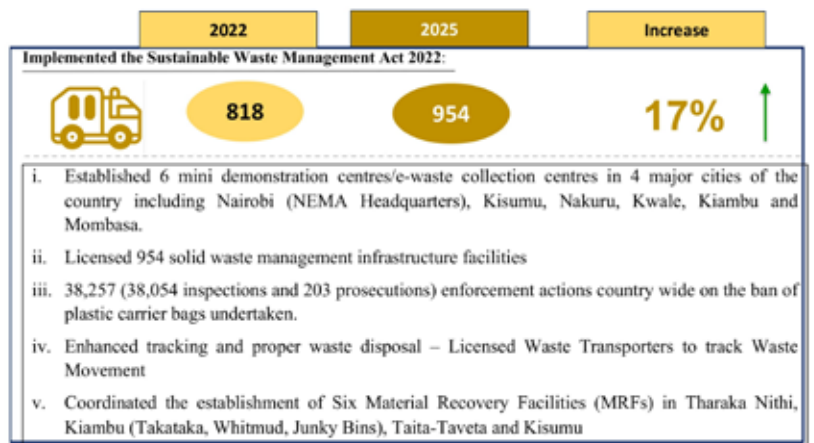 2022 2025 Increase
Implemented the Sustainable Waste Management Act 2022:
818 954 17%
i. Established 6 mini demonstration centres/e-waste collection centres in 4 major cities of the
country including Nairobi (NEMA Headquarters), Kisumu, Nakuru, Kwale, Kiambu and
Mombasa.
ii. Licensed 954 solid waste management infrastructure facilities
iii. 38,257 (38,054 inspections and 203 prosecutions) enforcement actions country wide on the ban of
plastic carrier bags undertaken.
iv. Enhanced tracking and proper waste disposal – Licensed Waste Transporters to track Waste
Movement
v. Coordinated the establishment of Six Material Recovery Facilities (MRFs) in Tharaka Nithi,
Kiambu (Takataka, Whitmud, Junky Bins), Taita-Taveta and Kisumu